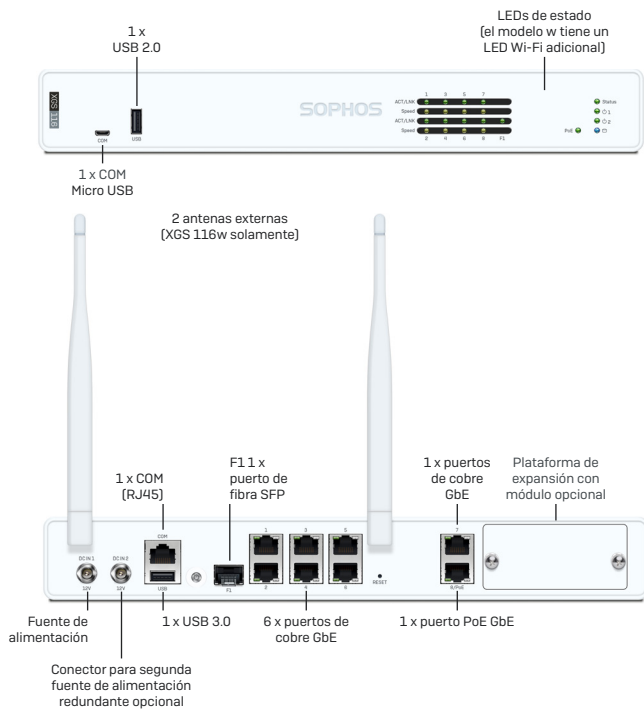 1 x
USB 2.0
LEDs de estado
(el modelo w tiene un
LED Wi-Fi adicional)
XGS 116
COM
USB
SOPHOS
1 3 5 7
ACT/LNK
Speed
ACT/LNK
Speed
2 4 6 8 F1
Status
1
2
PoE
1 x COM
Micro USB
2 antenas externas
(XGS 116w solamente)
1 x COM
(RJ45)
F1 1 x
puerto de
fibra SFP
1 x puertos
de cobre
GbE
Plataforma de
expansión con
módulo opcional
DC IN 1
12V
DC IN 2
12V
COM
USB
F1
1 3 5
2 4 6
RESET
7
8/PoE
Fuente de
alimentación
1 x USB 3.0
6 x puertos de
cobre GbE
1 x puerto PoE GbE
Conector para segunda
fuente de alimentación
redundante opcional